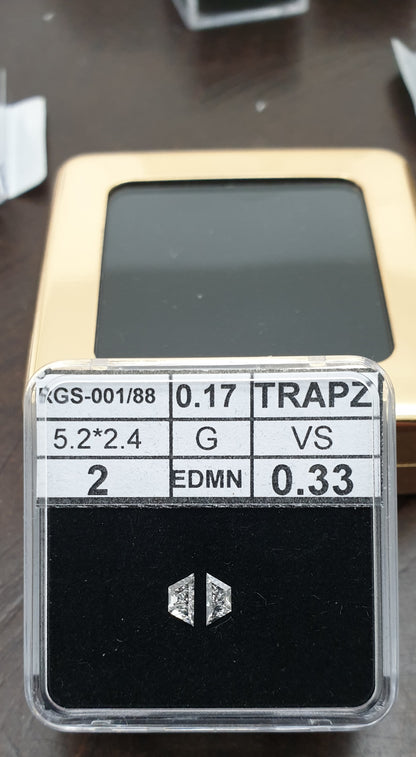 RGS-001/88 0.17 TRAPZ
5.2*2.4 G VS
2 EDMN 0.33